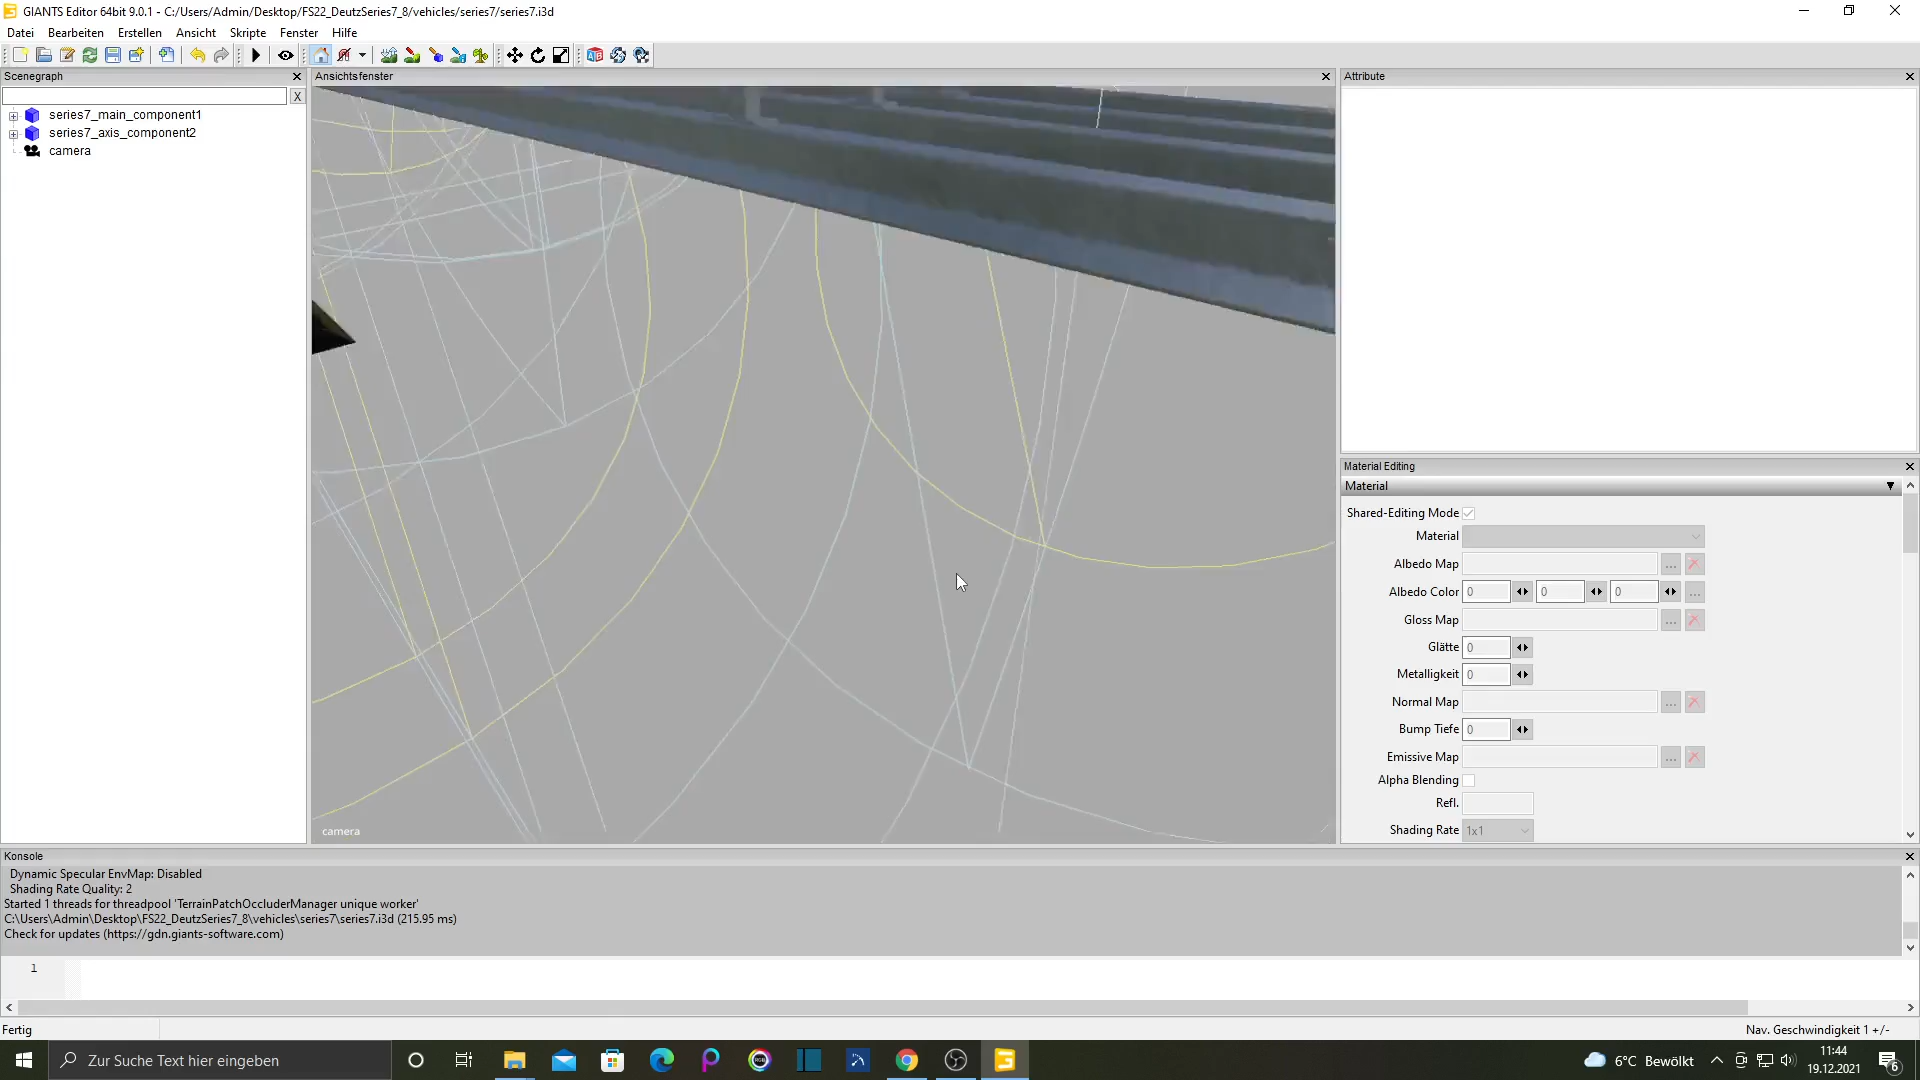 GIANTS Editor 64bit 9.0.1 - C:/Users/Admin/Desktop/FS22_DeutzSeries7_8/vehicles/series7/series7.i3d
Datei Bearbeiten Erstellen Ansicht Skripte Fenster Hilfe
Scenegraph
X
series7_main_component1
series7_axis_component2
camera
Ansichtsfenster
camera
Attribute
Material Editing
Material
Shared-Editing Mode
Material
Albedo Map ...
Albedo Color 0 0 0 ...
Gloss Map ...
Glätte 0
Metalligkeit 0
Normal Map ...
Bump Tiefe 0
Emissive Map ...
Alpha Blending
Refl.
Shading Rate 1x1
Konsole
Dynamic Specular EnvMap: Disabled
Shading Rate Quality: 2
Started 1 threads for threadpool 'TerrainPatchOccluderManager unique worker'
C:\Users\Admin\Desktop\FS22_DeutzSeries7_8\vehicles\series7\series7.i3d (215.95 ms)
Check for updates (https://gdn.giants-software.com)
1
Fertig
Nav. Geschwindigkeit 1 +/-
Zur Suche Text hier eingeben
6°C Bewölkt
11:44
19.12.2021
6